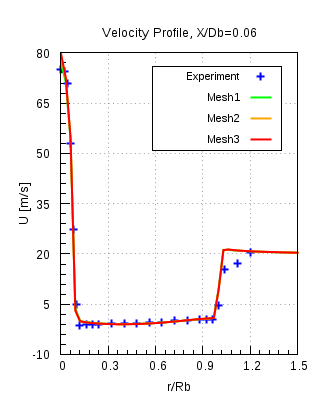 Velocity Profile, X/Db=0.06
80
65
50
35
20
5
-10
U [m/s]
Experiment
Mesh1
Mesh2
Mesh3
0 0.3 0.6 0.9 1.2 1.5
r/Rb